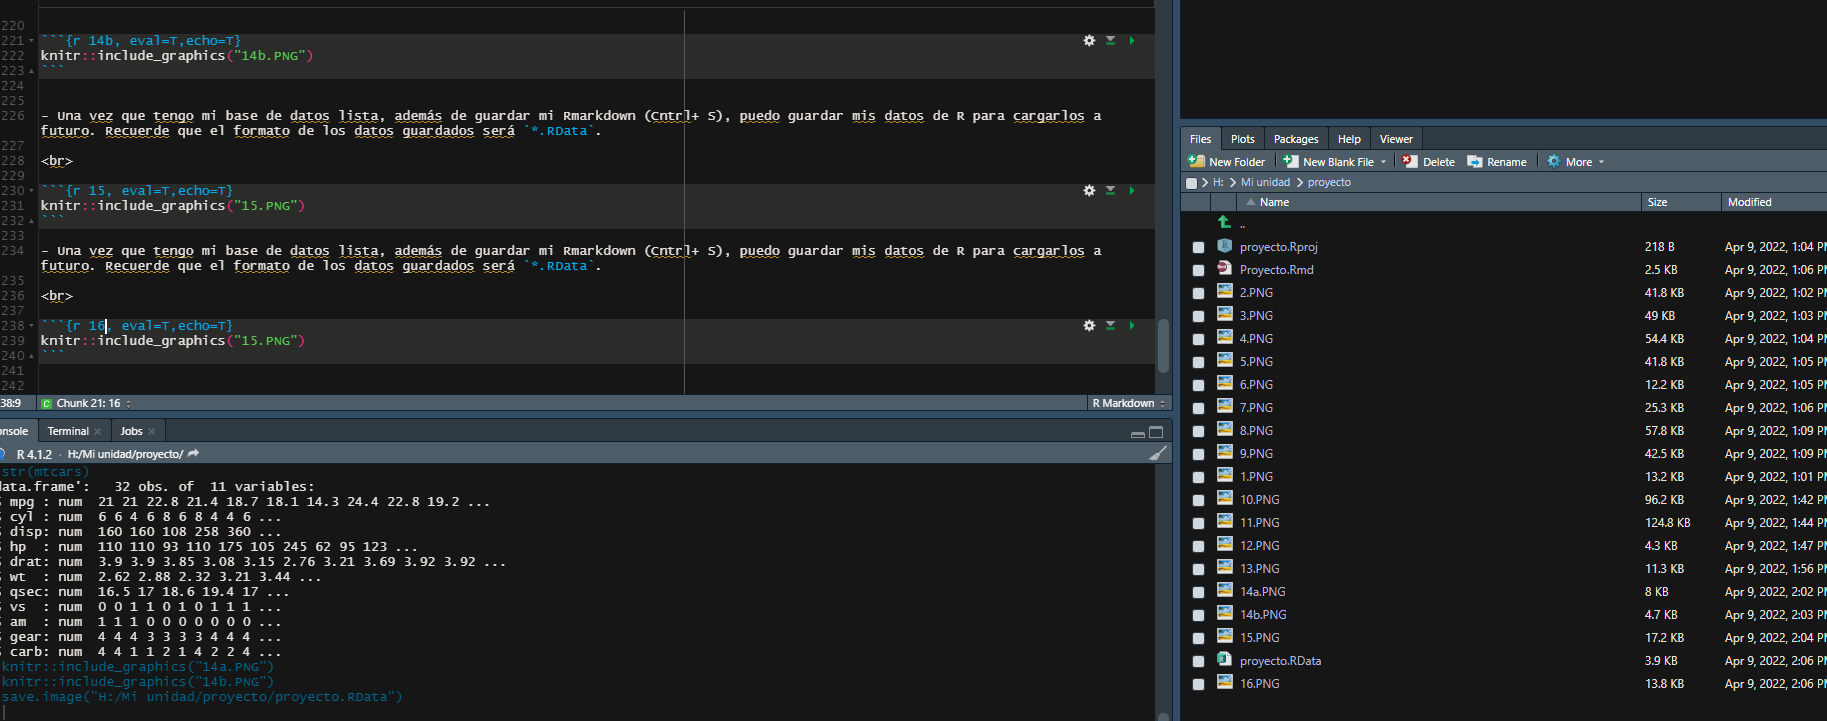 220
221 ```{r 14b, eval=T,echo=T}
222 knitr::include_graphics("14b.PNG")
223 ```
224
225
226 - Una vez que tengo mi base de datos lista, además de guardar mi Rmarkdown (Cntrl+ S), puedo guardar mis datos de R para cargarlos a
futuro. Recuerde que el formato de los datos guardados será `*.RData`.
227
228 <br>
229
230 ```{r 15, eval=T,echo=T}
231 knitr::include_graphics("15.PNG")
232 ```
233
234 - Una vez que tengo mi base de datos lista, además de guardar mi Rmarkdown (Cntrl+ S), puedo guardar mis datos de R para cargarlos a
futuro. Recuerde que el formato de los datos guardados será `*.RData`.
235
236 <br>
237
238 ```{r 16, eval=T,echo=T}
239 knitr::include_graphics("15.PNG")
240 ```
241
242
38:9 Chunk 21: 16 R Markdown
onsole Terminal Jobs
R 4.1.2 · H:/Mi unidad/proyecto/
str(mtcars)
data.frame': 32 obs. of 11 variables:
$ mpg : num 21 21 22.8 21.4 18.7 18.1 14.3 24.4 22.8 19.2 ...
$ cyl : num 6 6 4 6 8 6 8 4 4 6 ...
$ disp: num 160 160 108 258 360 ...
$ hp : num 110 110 93 110 175 105 245 62 95 123 ...
$ drat: num 3.9 3.9 3.85 3.08 3.15 2.76 3.21 3.69 3.92 3.92 ...
$ wt : num 2.62 2.88 2.32 3.21 3.44 ...
$ qsec: num 16.5 17 18.6 19.4 17 ...
$ vs : num 0 0 1 1 0 1 0 1 1 1 ...
$ am : num 1 1 1 0 0 0 0 0 0 0 ...
$ gear: num 4 4 4 3 3 3 3 4 4 4 ...
$ carb: num 4 4 1 1 2 1 4 2 2 4 ...
knitr::include_graphics("14a.PNG")
knitr::include_graphics("14b.PNG")
save.image("H:/Mi unidad/proyecto/proyecto.RData")
Files Plots Packages Help Viewer
New Folder New Blank File Delete Rename More
H: Mi unidad proyecto
Name Size Modified
..
proyecto.Rproj 218 B Apr 9, 2022, 1:04 PM
Proyecto.Rmd 2.5 KB Apr 9, 2022, 1:06 PM
2.PNG 41.8 KB Apr 9, 2022, 1:02 PM
3.PNG 49 KB Apr 9, 2022, 1:03 PM
4.PNG 54.4 KB Apr 9, 2022, 1:04 PM
5.PNG 41.8 KB Apr 9, 2022, 1:05 PM
6.PNG 12.2 KB Apr 9, 2022, 1:05 PM
7.PNG 25.3 KB Apr 9, 2022, 1:06 PM
8.PNG 57.8 KB Apr 9, 2022, 1:09 PM
9.PNG 42.5 KB Apr 9, 2022, 1:09 PM
1.PNG 13.2 KB Apr 9, 2022, 1:01 PM
10.PNG 96.2 KB Apr 9, 2022, 1:42 PM
11.PNG 124.8 KB Apr 9, 2022, 1:44 PM
12.PNG 4.3 KB Apr 9, 2022, 1:47 PM
13.PNG 11.3 KB Apr 9, 2022, 1:56 PM
14a.PNG 8 KB Apr 9, 2022, 2:02 PM
14b.PNG 4.7 KB Apr 9, 2022, 2:03 PM
15.PNG 17.2 KB Apr 9, 2022, 2:04 PM
proyecto.RData 3.9 KB Apr 9, 2022, 2:06 PM
16.PNG 13.8 KB Apr 9, 2022, 2:06 PM